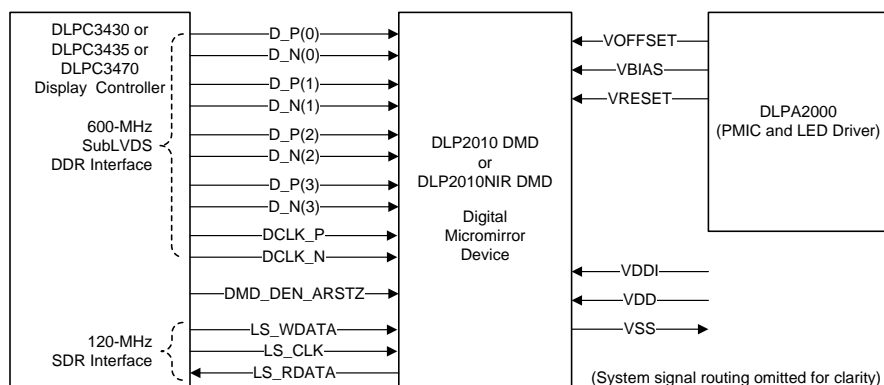 DLPC3430 or
DLPC3435 or
DLPC3470
Display Controller
600-MHz
SubLVDS
DDR Interface
120-MHz
SDR Interface
D_P(0)
D_N(0)
D_P(1)
D_N(1)
D_P(2)
D_N(2)
D_P(3)
D_N(3)
DCLK_P
DCLK_N
DMD_DEN_ARSTZ
LS_WDATA
LS_CLK
LS_RDATA
DLP2010 DMD
or
DLP2010NIR DMD
Digital
Micromirror
Device
VOFFSET
VBIAS
VRESET
VDDI
VDD
VSS
DLPA2000
(PMIC and LED Driver)
(System signal routing omitted for clarity)